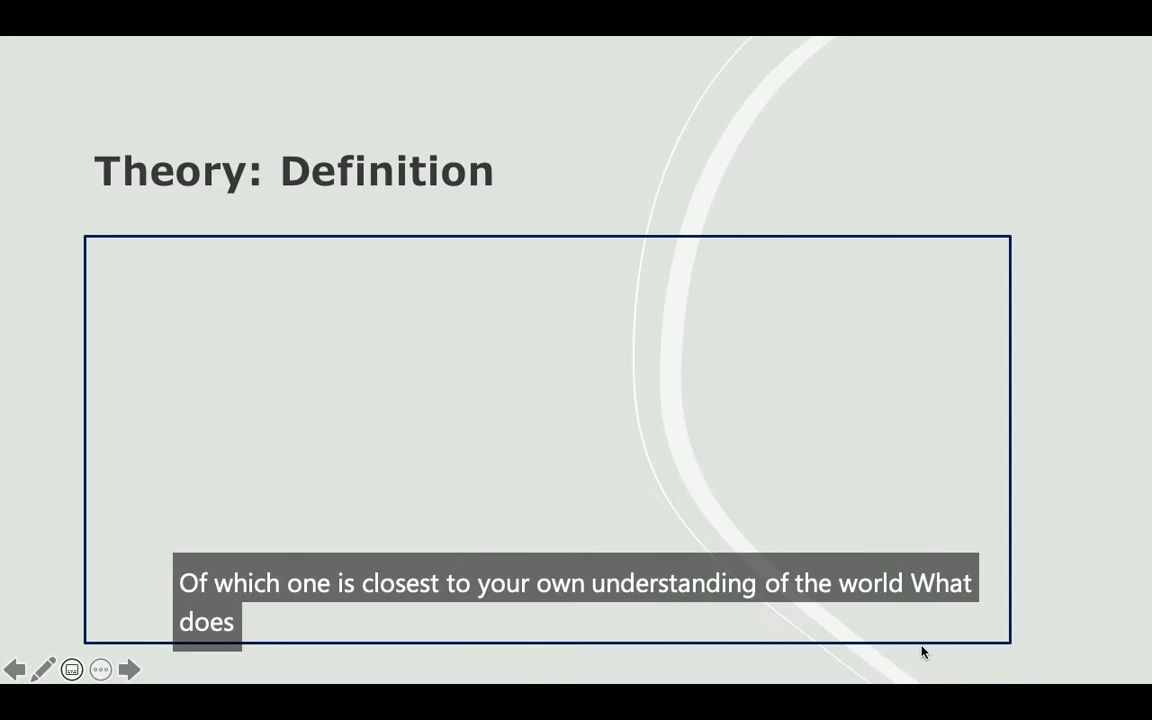 Theory: Definition
Of which one is closest to your own understanding of the world What
does